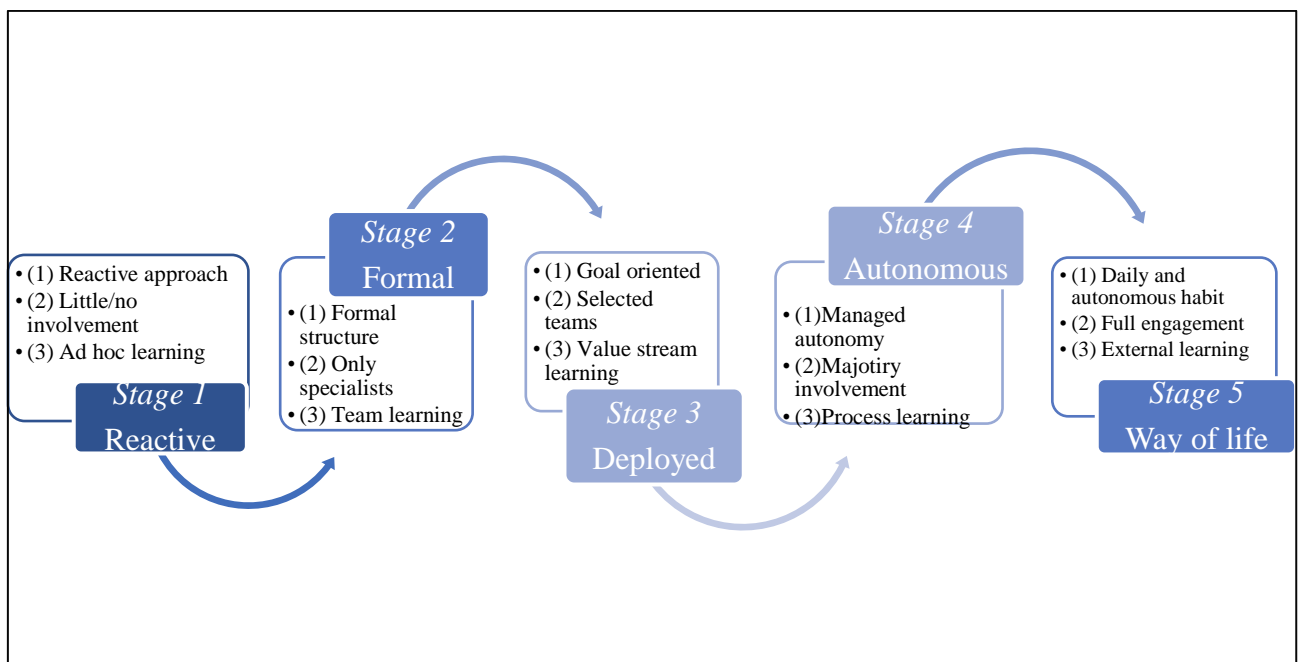 • (1) Reactive approach
• (2) Little/no
involvement
• (3) Ad hoc learning
Stage 1
Reactive
Stage 2
Formal
• (1) Formal
structure
• (2) Only
specialists
• (3) Team learning
• (1) Goal oriented
• (2) Selected
teams
• (3) Value stream
learning
Stage 3
Deployed
Stage 4
Autonomous
• (1)Managed
autonomy
• (2)Majotiry
involvement
• (3)Process learning
• (1) Daily and
autonomous habit
• (2) Full engagement
• (3) External learning
Stage 5
Way of life